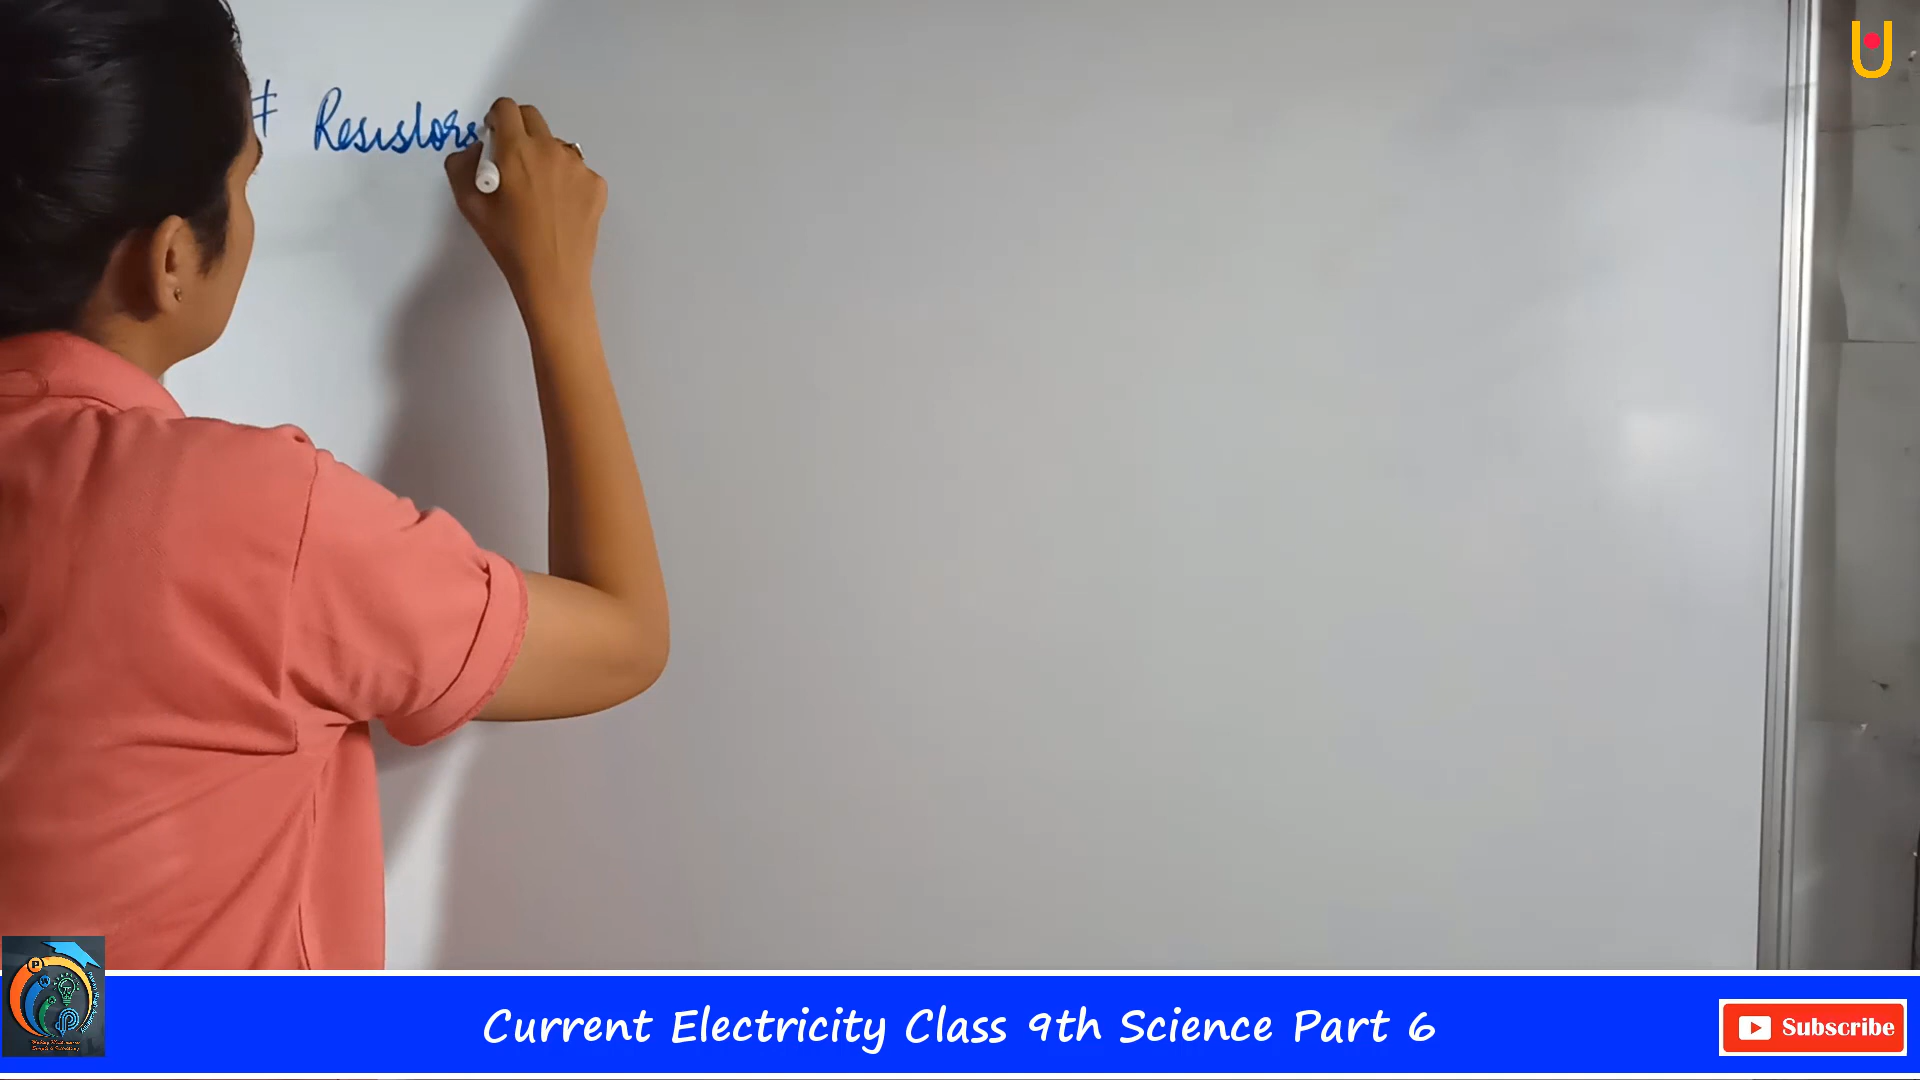 # Resistors
Current Electricity Class 9th Science Part 6
Subscribe